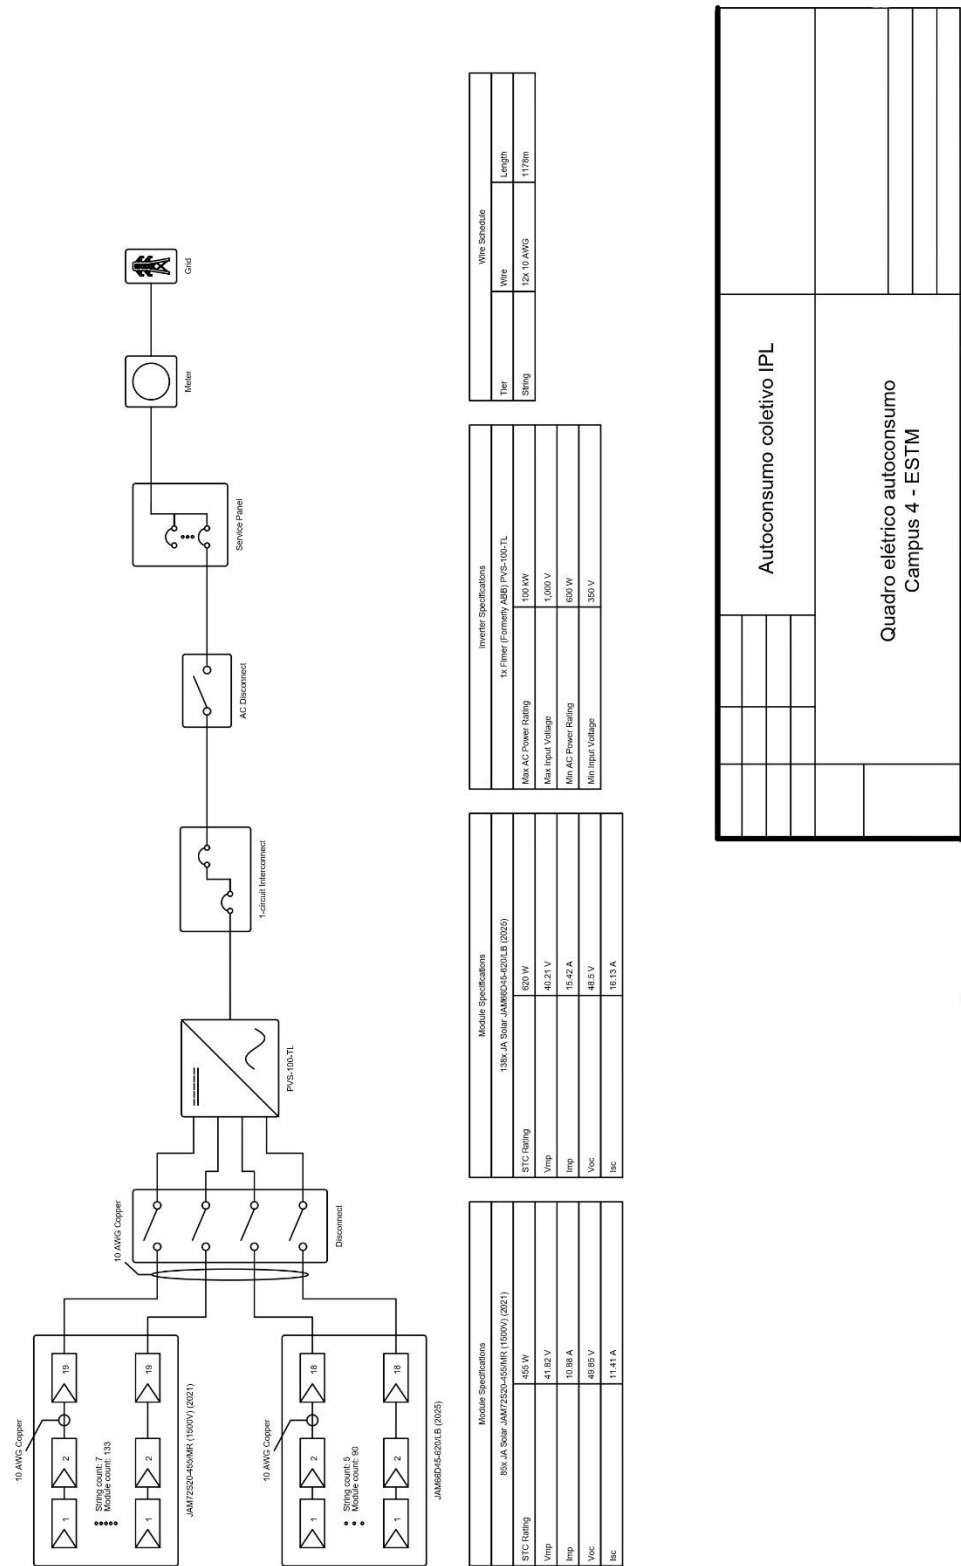 10 AWG Copper
1
2
19
String count: 7
Module count: 133
1
2
19
JAM72S20-455/MR (1500V) (2021)
10 AWG Copper
1
2
18
String count: 5
Module count: 90
1
2
18
JAM66D45-620/LB (2025)
10 AWG Copper
Disconnect
PVS-100-TL
1-circuit Interconnect
AC Disconnect
Service Panel
Meter
Grid
Module Specifications
85x JA Solar JAM72S20-455/MR (1500V) (2021)
STC Rating 455 W
Vmp 41.82 V
Imp 10.88 A
Voc 49.85 V
Isc 11.41 A
Module Specifications
138x JA Solar JAM66D45-620/LB (2025)
STC Rating 620 W
Vmp 40.21 V
Imp 15.42 A
Voc 48.5 V
Isc 16.13 A
Inverter Specifications
1x Fimer (Formerly ABB) PVS-100-TL
Max AC Power Rating 100 kW
Max Input Voltage 1,000 V
Min AC Power Rating 600 W
Min Input Voltage 350 V
Wire Schedule
Tier Wire Length
String 12x 10 AWG 1178m
Autoconsumo coletivo IPL
Quadro elétrico autoconsumo
Campus 4 - ESTM